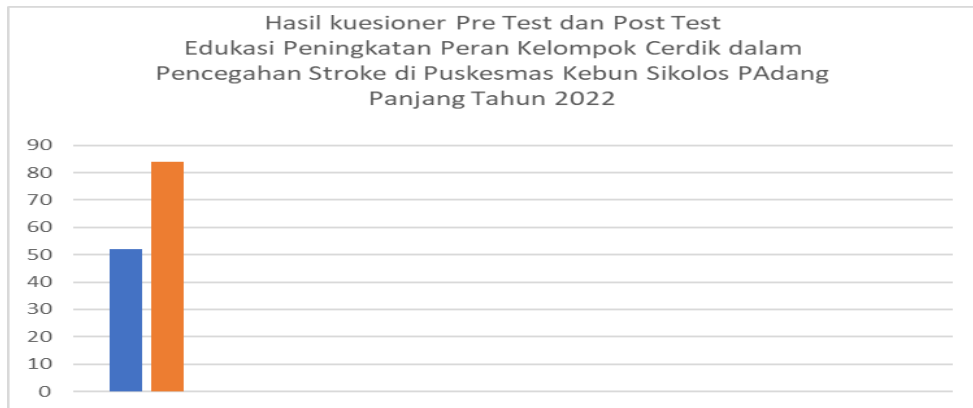 Hasil kuesioner Pre Test dan Post Test
Edukasi Peningkatan Peran Kelompok Cerdik dalam
Pencegahan Stroke di Puskesmas Kebun Sikolos PAdang
Panjang Tahun 2022
90
80
70
60
50
40
30
20
10
0